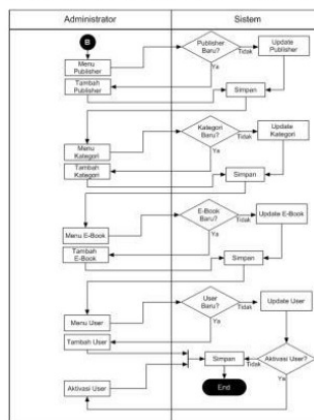 Administrator
Sistem
B
Menu
Publisher
Publisher
Baru?
Tidak
Update
Publisher
Ya
Tambah
Publisher
Simpan
Menu
Kategori
Kategori
Baru?
Tidak
Update
Kategori
Ya
Tambah
Kategori
Simpan
Menu E-Book
E-Book
Baru?
Tidak
Update E-Book
Ya
Tambah
E-Book
Simpan
Menu User
User
Baru?
Tidak
Update User
Ya
Tambah User
Simpan
Tidak
Aktivasi User?
Ya
Aktivasi User
End